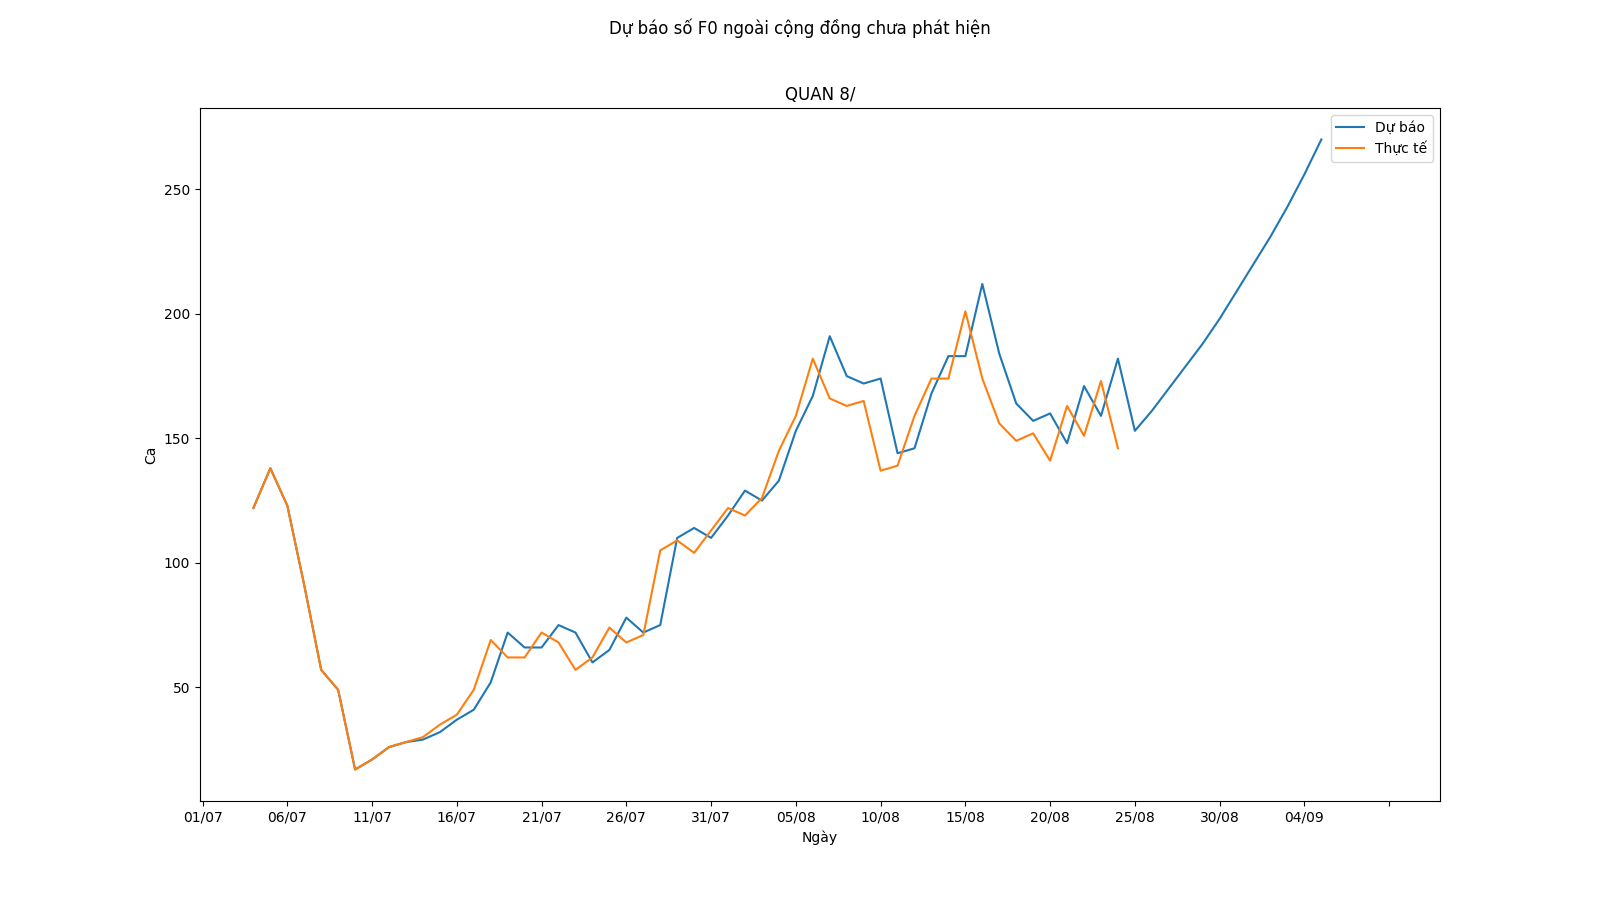 Dự báo số F0 ngoài cộng đồng chưa phát hiện
QUAN 8/
Dự báo
Thực tế
250
200
150
100
50
Ca
01/07 06/07 11/07 16/07 21/07 26/07 31/07 05/08 10/08 15/08 20/08 25/08 30/08 04/09
Ngày